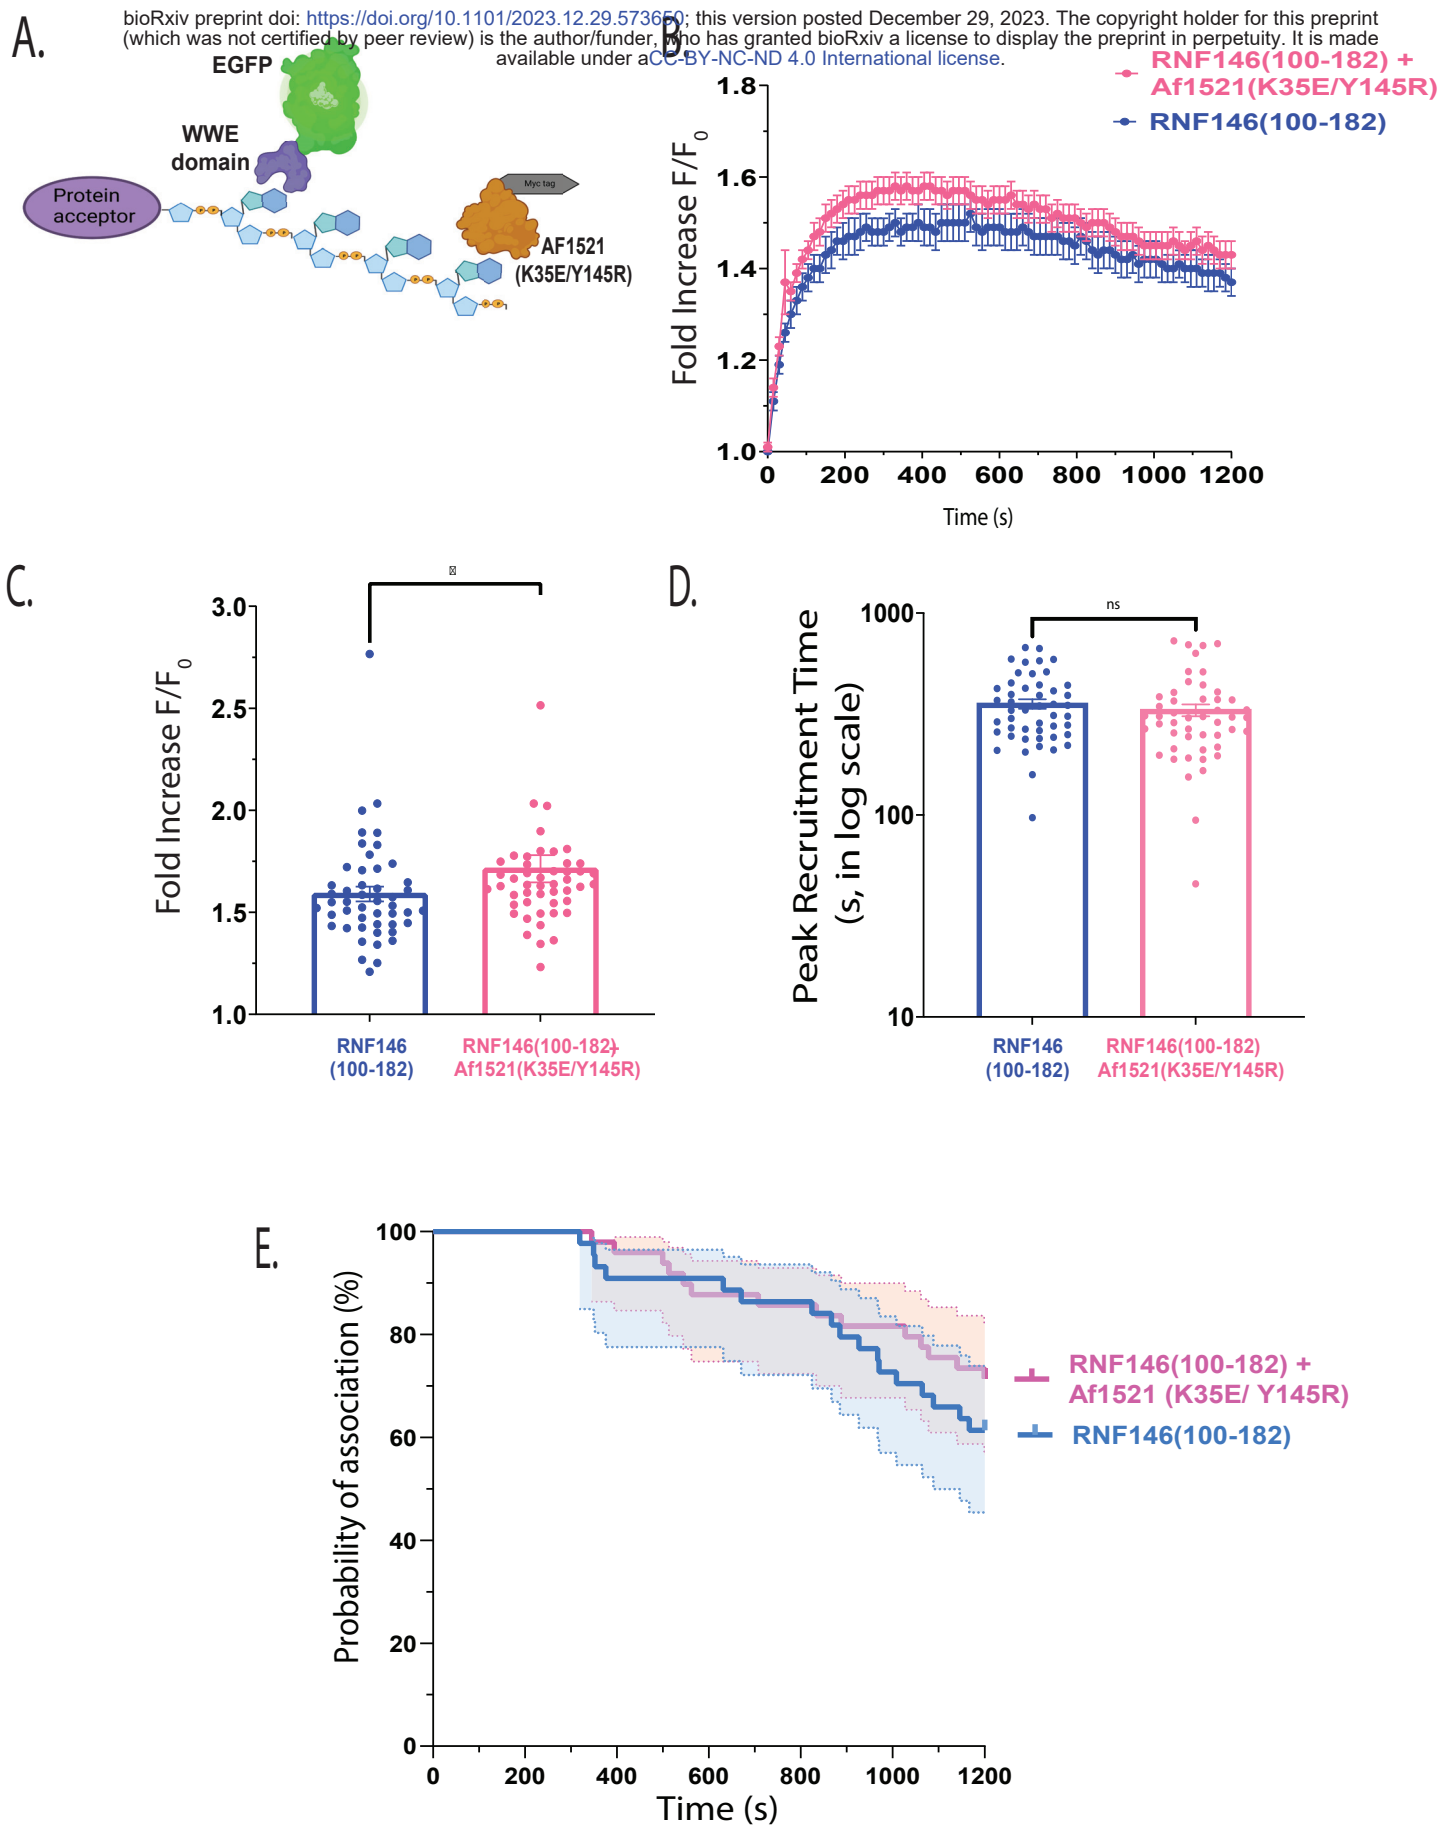 bioRxiv preprint doi: https://doi.org/10.1101/2023.12.29.573650; this version posted December 29, 2023. The copyright holder for this preprint
(which was not certified by peer review) is the author/funder, who has granted bioRxiv a license to display the preprint in perpetuity. It is made
available under aCC-BY-NC-ND 4.0 International license.
A.
EGFP
WWE
domain
Protein
acceptor
P P
P P
P P
P P
P P
Myc tag
AF1521
(K35E/Y145R)
B.
RNF146(100-182) +
Af1521(K35E/Y145R)
RNF146(100-182)
Fold Increase F/F0
1.8
1.6
1.4
1.2
1.0
0 200 400 600 800 1000 1200
Time (s)
C.
Fold Increase F/F0
3.0
2.5
2.0
1.5
1.0
RNF146
(100-182)
RNF146(100-182)+
Af1521(K35E/Y145R)
D.
ns
Peak Recruitment Time
(s, in log scale)
1000
100
10
RNF146
(100-182)
RNF146(100-182)
Af1521(K35E/Y145R)
E.
Probability of association (%)
100
80
60
40
20
0
0 200 400 600 800 1000 1200
Time (s)
RNF146(100-182) +
Af1521 (K35E/ Y145R)
RNF146(100-182)